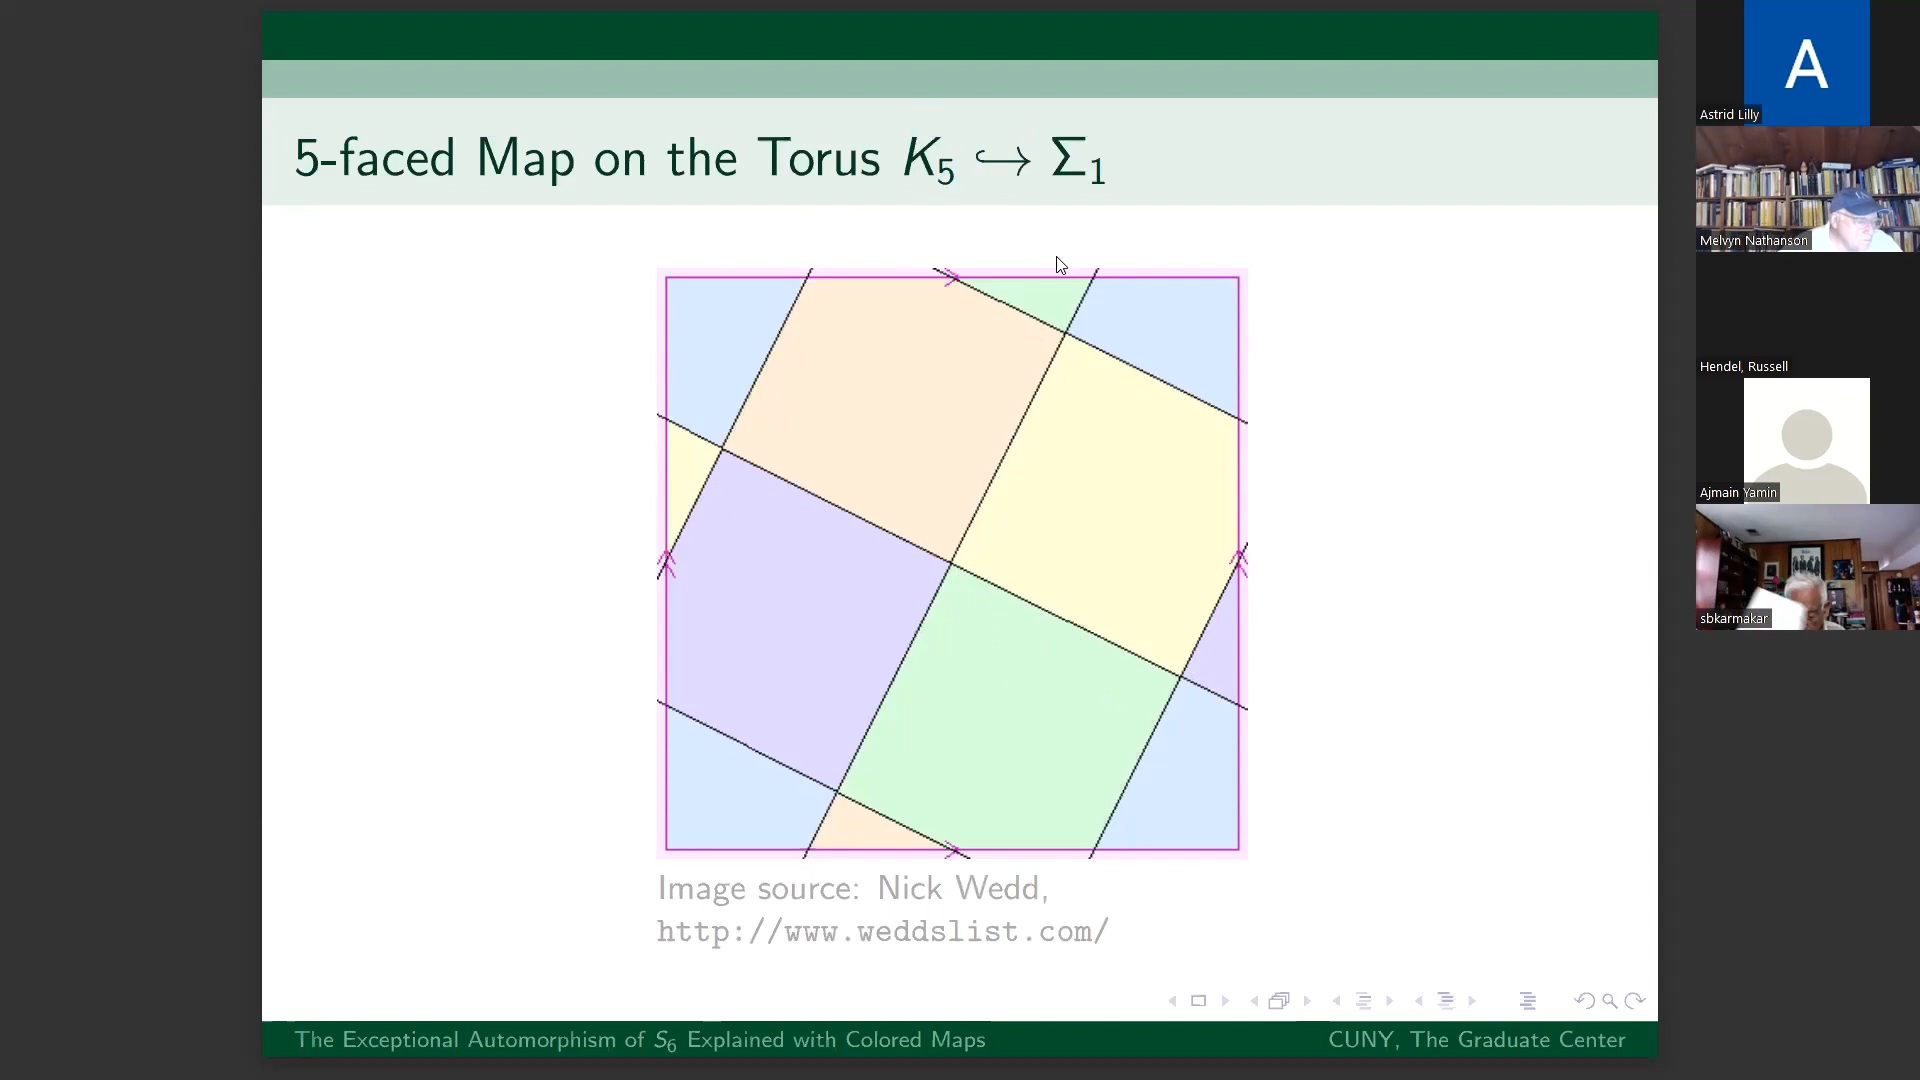 5-faced Map on the Torus K₅ ↪ Σ₁
Image source: Nick Wedd,
http://www.weddslist.com/
The Exceptional Automorphism of S₆ Explained with Colored Maps
CUNY, The Graduate Center
A
Astrid Lilly
Melvyn Nathanson
Hendel, Russell
Ajmain Yamin
sbkarmakar